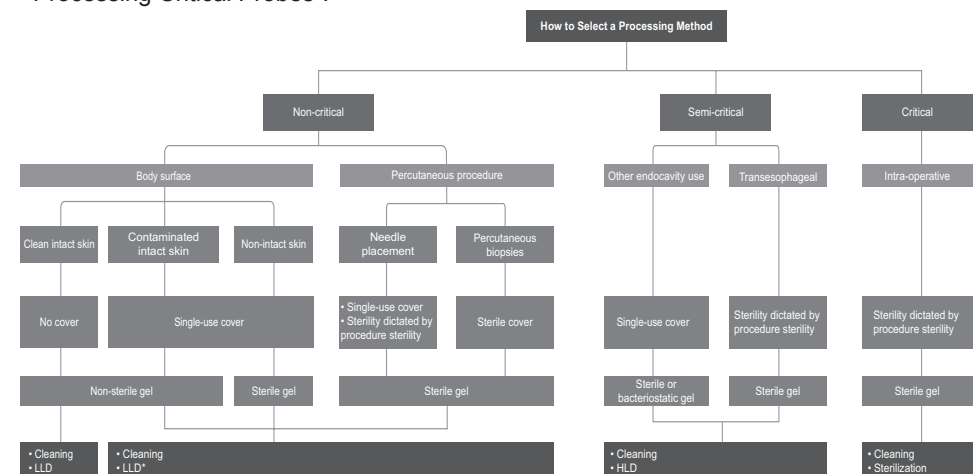 Processing Critical Probes".
How to Select a Processing Method
Non-critical
Semi-critical
Critical
Body surface
Percutaneous procedure
Other endocavity use
Transesophageal
Intra-operative
Clean intact skin
Contaminated
intact skin
Non-intact skin
Needle
placement
Percutaneous
biopsies
No cover
Single-use cover
• Single-use cover
• Sterility dictated by
procedure sterility
Sterile cover
Single-use cover
Sterility dictated by
procedure sterility
Sterility dictated by
procedure sterility
Non-sterile gel
Sterile gel
Sterile gel
Sterile or
bacteriostatic gel
Sterile gel
Sterile gel
• Cleaning
• LLD
• Cleaning
• LLD*
• Cleaning
• HLD
• Cleaning
• Sterilization